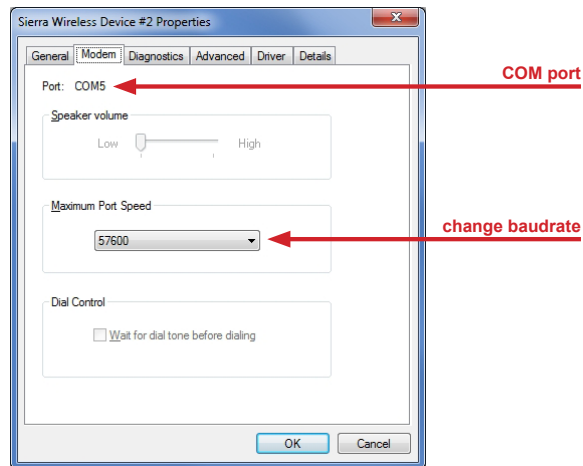 Sierra Wireless Device #2 Properties
General Modem Diagnostics Advanced Driver Details
Port: COM5
COM port
Speaker volume
Low High
Maximum Port Speed
57600
change baudrate
Dial Control
Wait for dial tone before dialing
OK Cancel